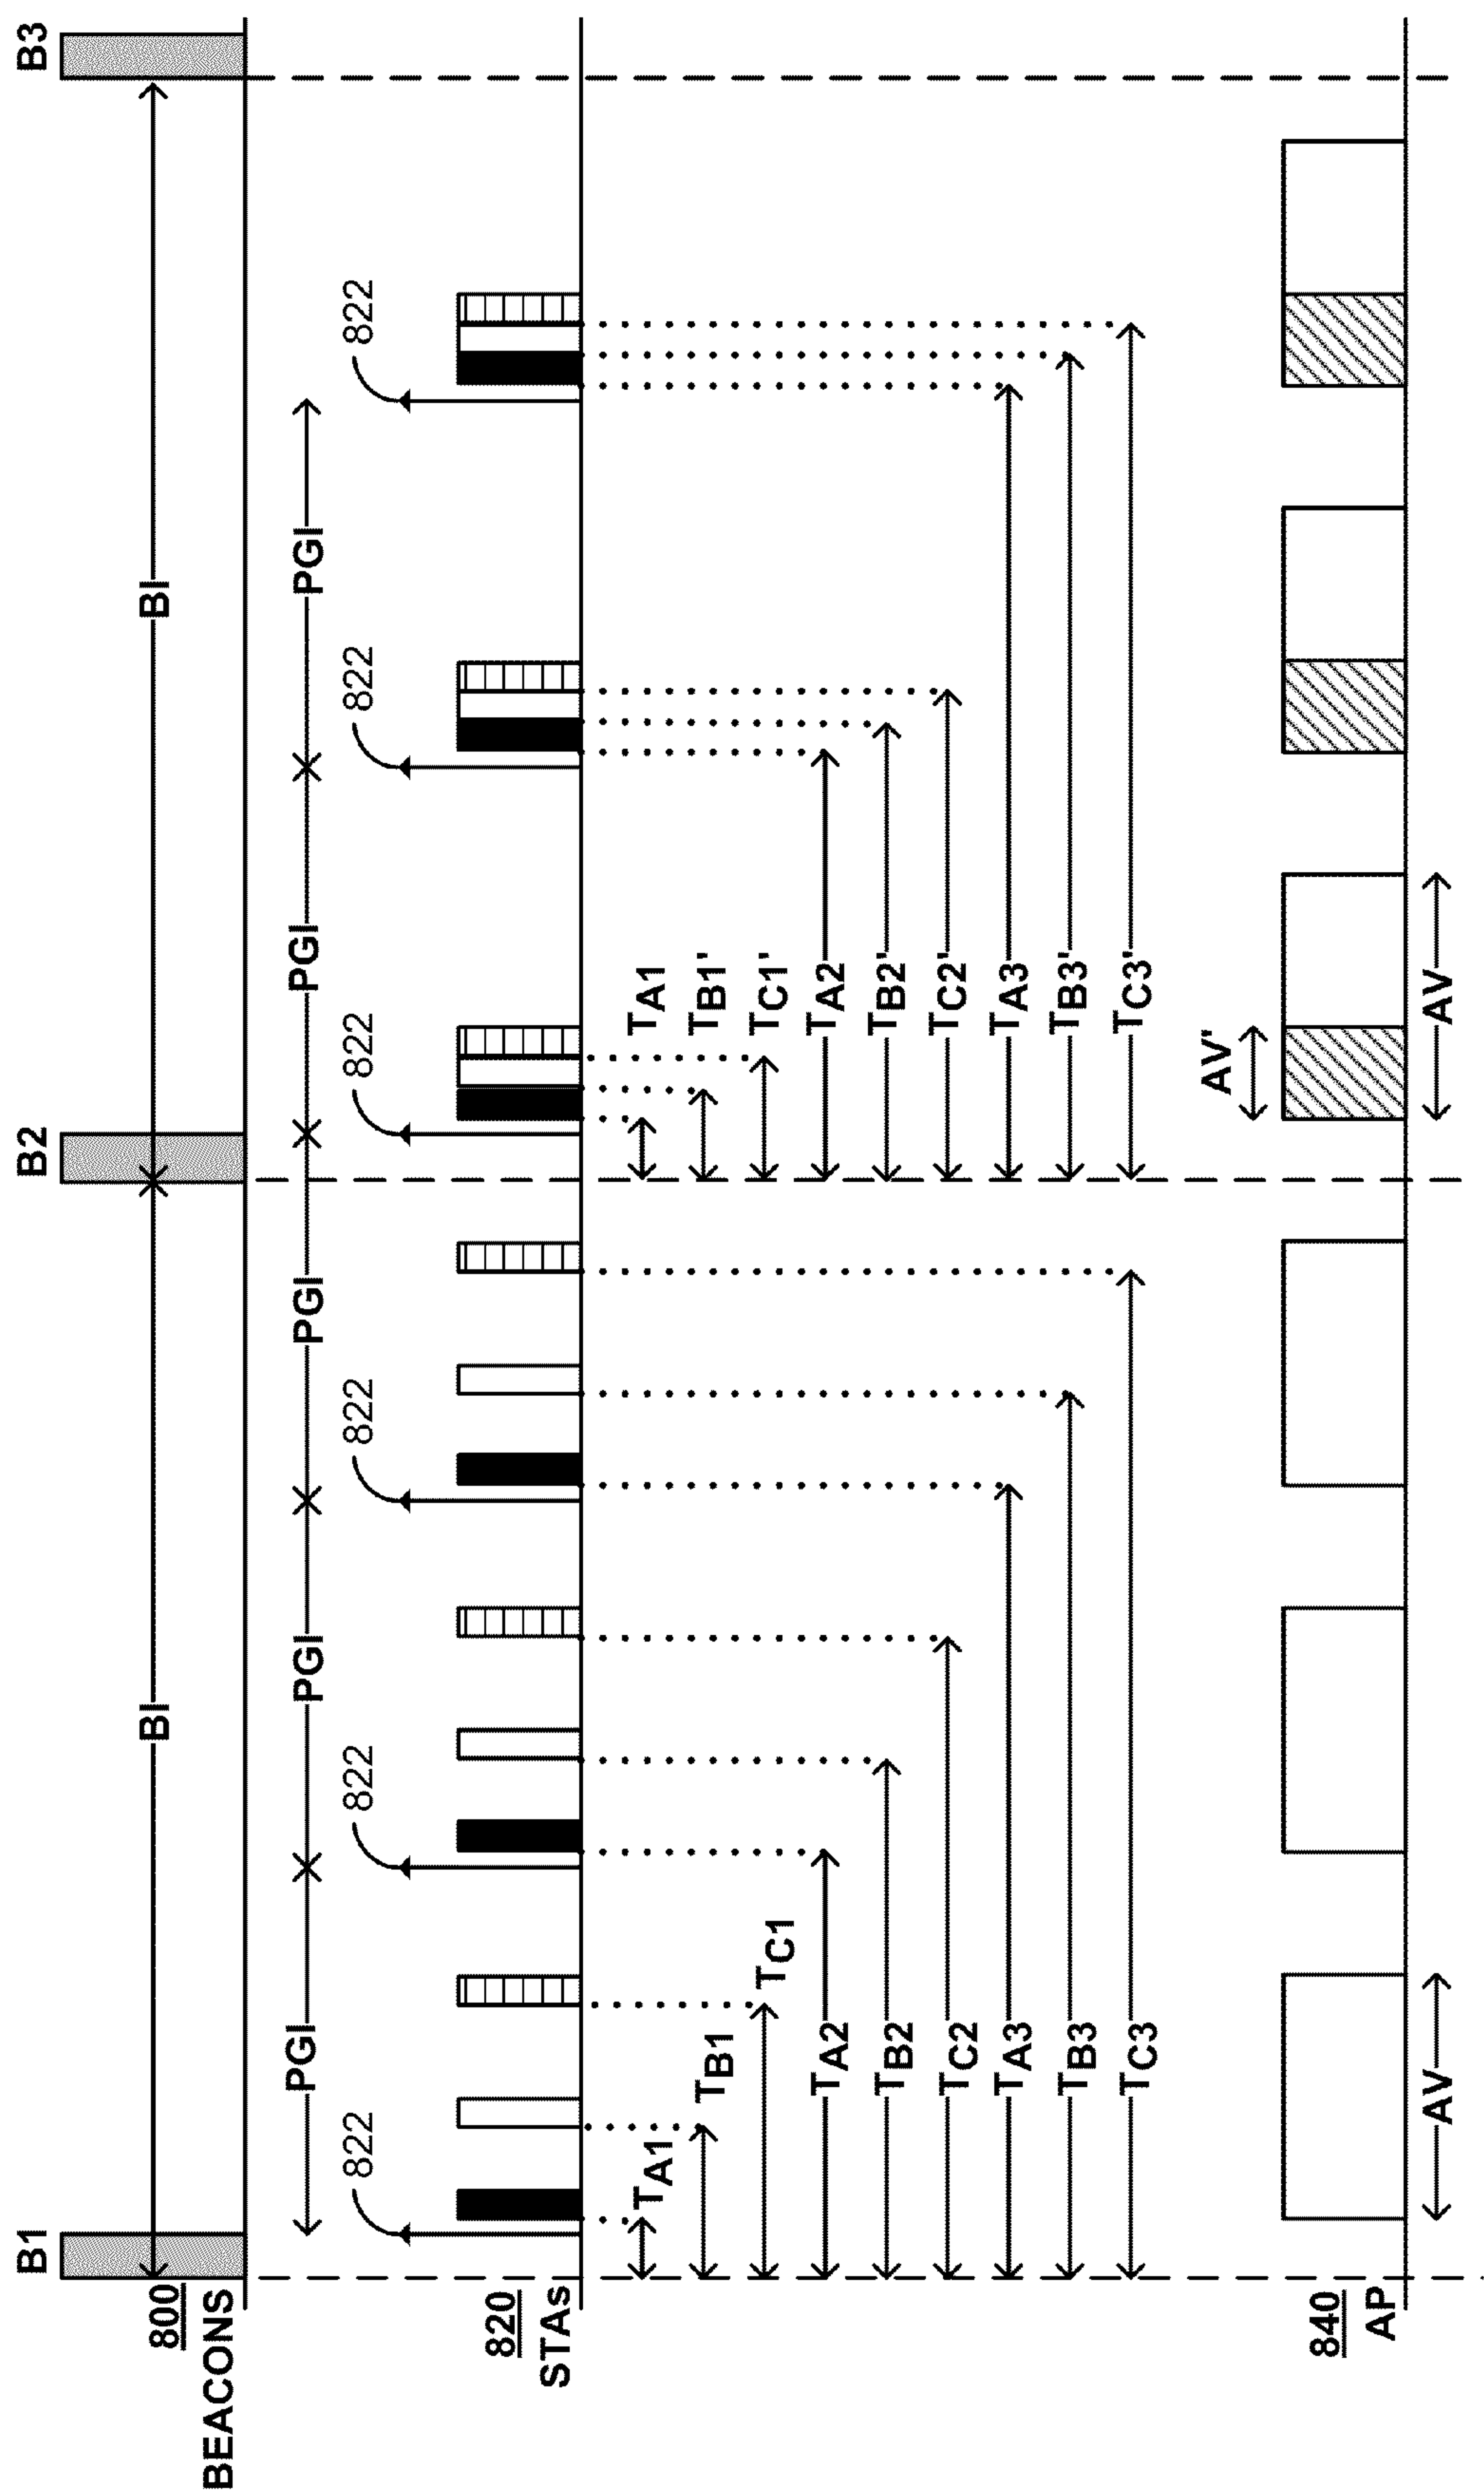 B1
B2
B3
BI
BI
800
BEACONS
PGI
PGI
PGI
PGI
PGI
822
822
822
822
822
822
820
STAs
TA1
TB1
TC1
TA2
TB2
TC2
TA3
TB3
TC3
TA1
TB1'
TC1'
TA2
TB2'
TC2'
TA3
TB3'
TC3'
840
AP
AV
AV'
AV